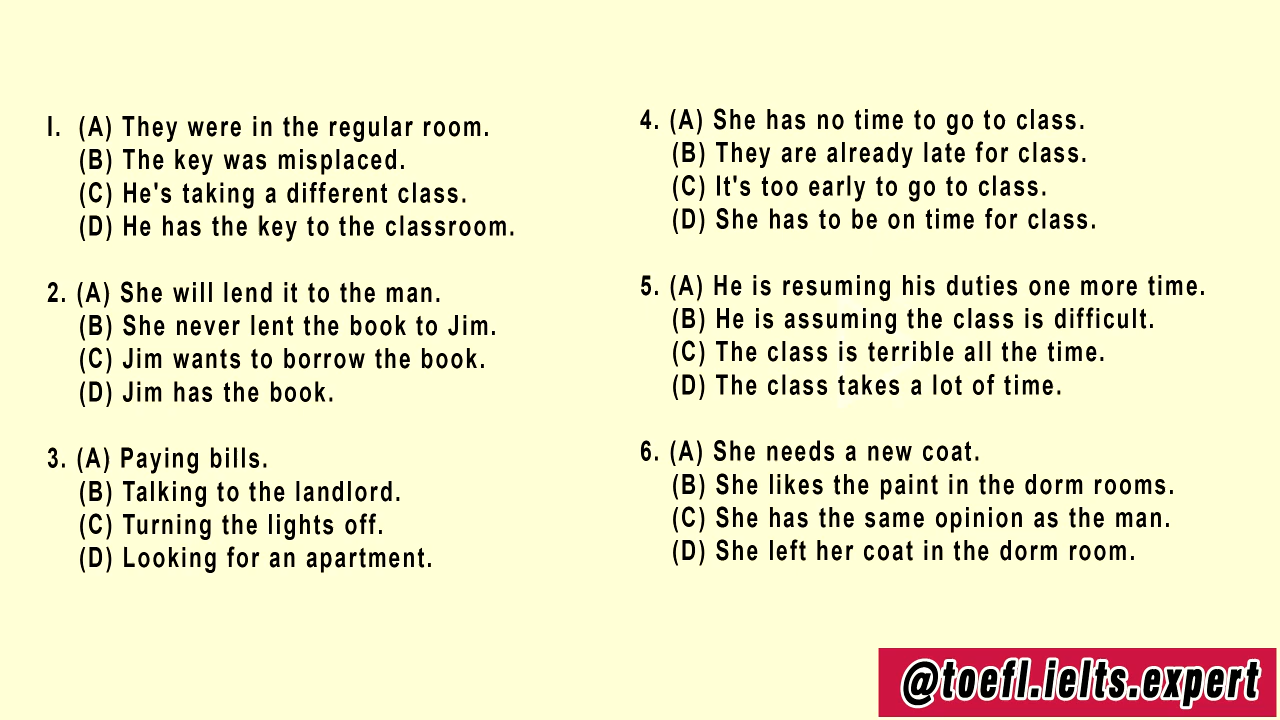 I. (A) They were in the regular room.
(B) The key was misplaced.
(C) He's taking a different class.
(D) He has the key to the classroom.
2. (A) She will lend it to the man.
(B) She never lent the book to Jim.
(C) Jim wants to borrow the book.
(D) Jim has the book.
3. (A) Paying bills.
(B) Talking to the landlord.
(C) Turning the lights off.
(D) Looking for an apartment.
4. (A) She has no time to go to class.
(B) They are already late for class.
(C) It's too early to go to class.
(D) She has to be on time for class.
5. (A) He is resuming his duties one more time.
(B) He is assuming the class is difficult.
(C) The class is terrible all the time.
(D) The class takes a lot of time.
6. (A) She needs a new coat.
(B) She likes the paint in the dorm rooms.
(C) She has the same opinion as the man.
(D) She left her coat in the dorm room.
@toefl.ielts.expert